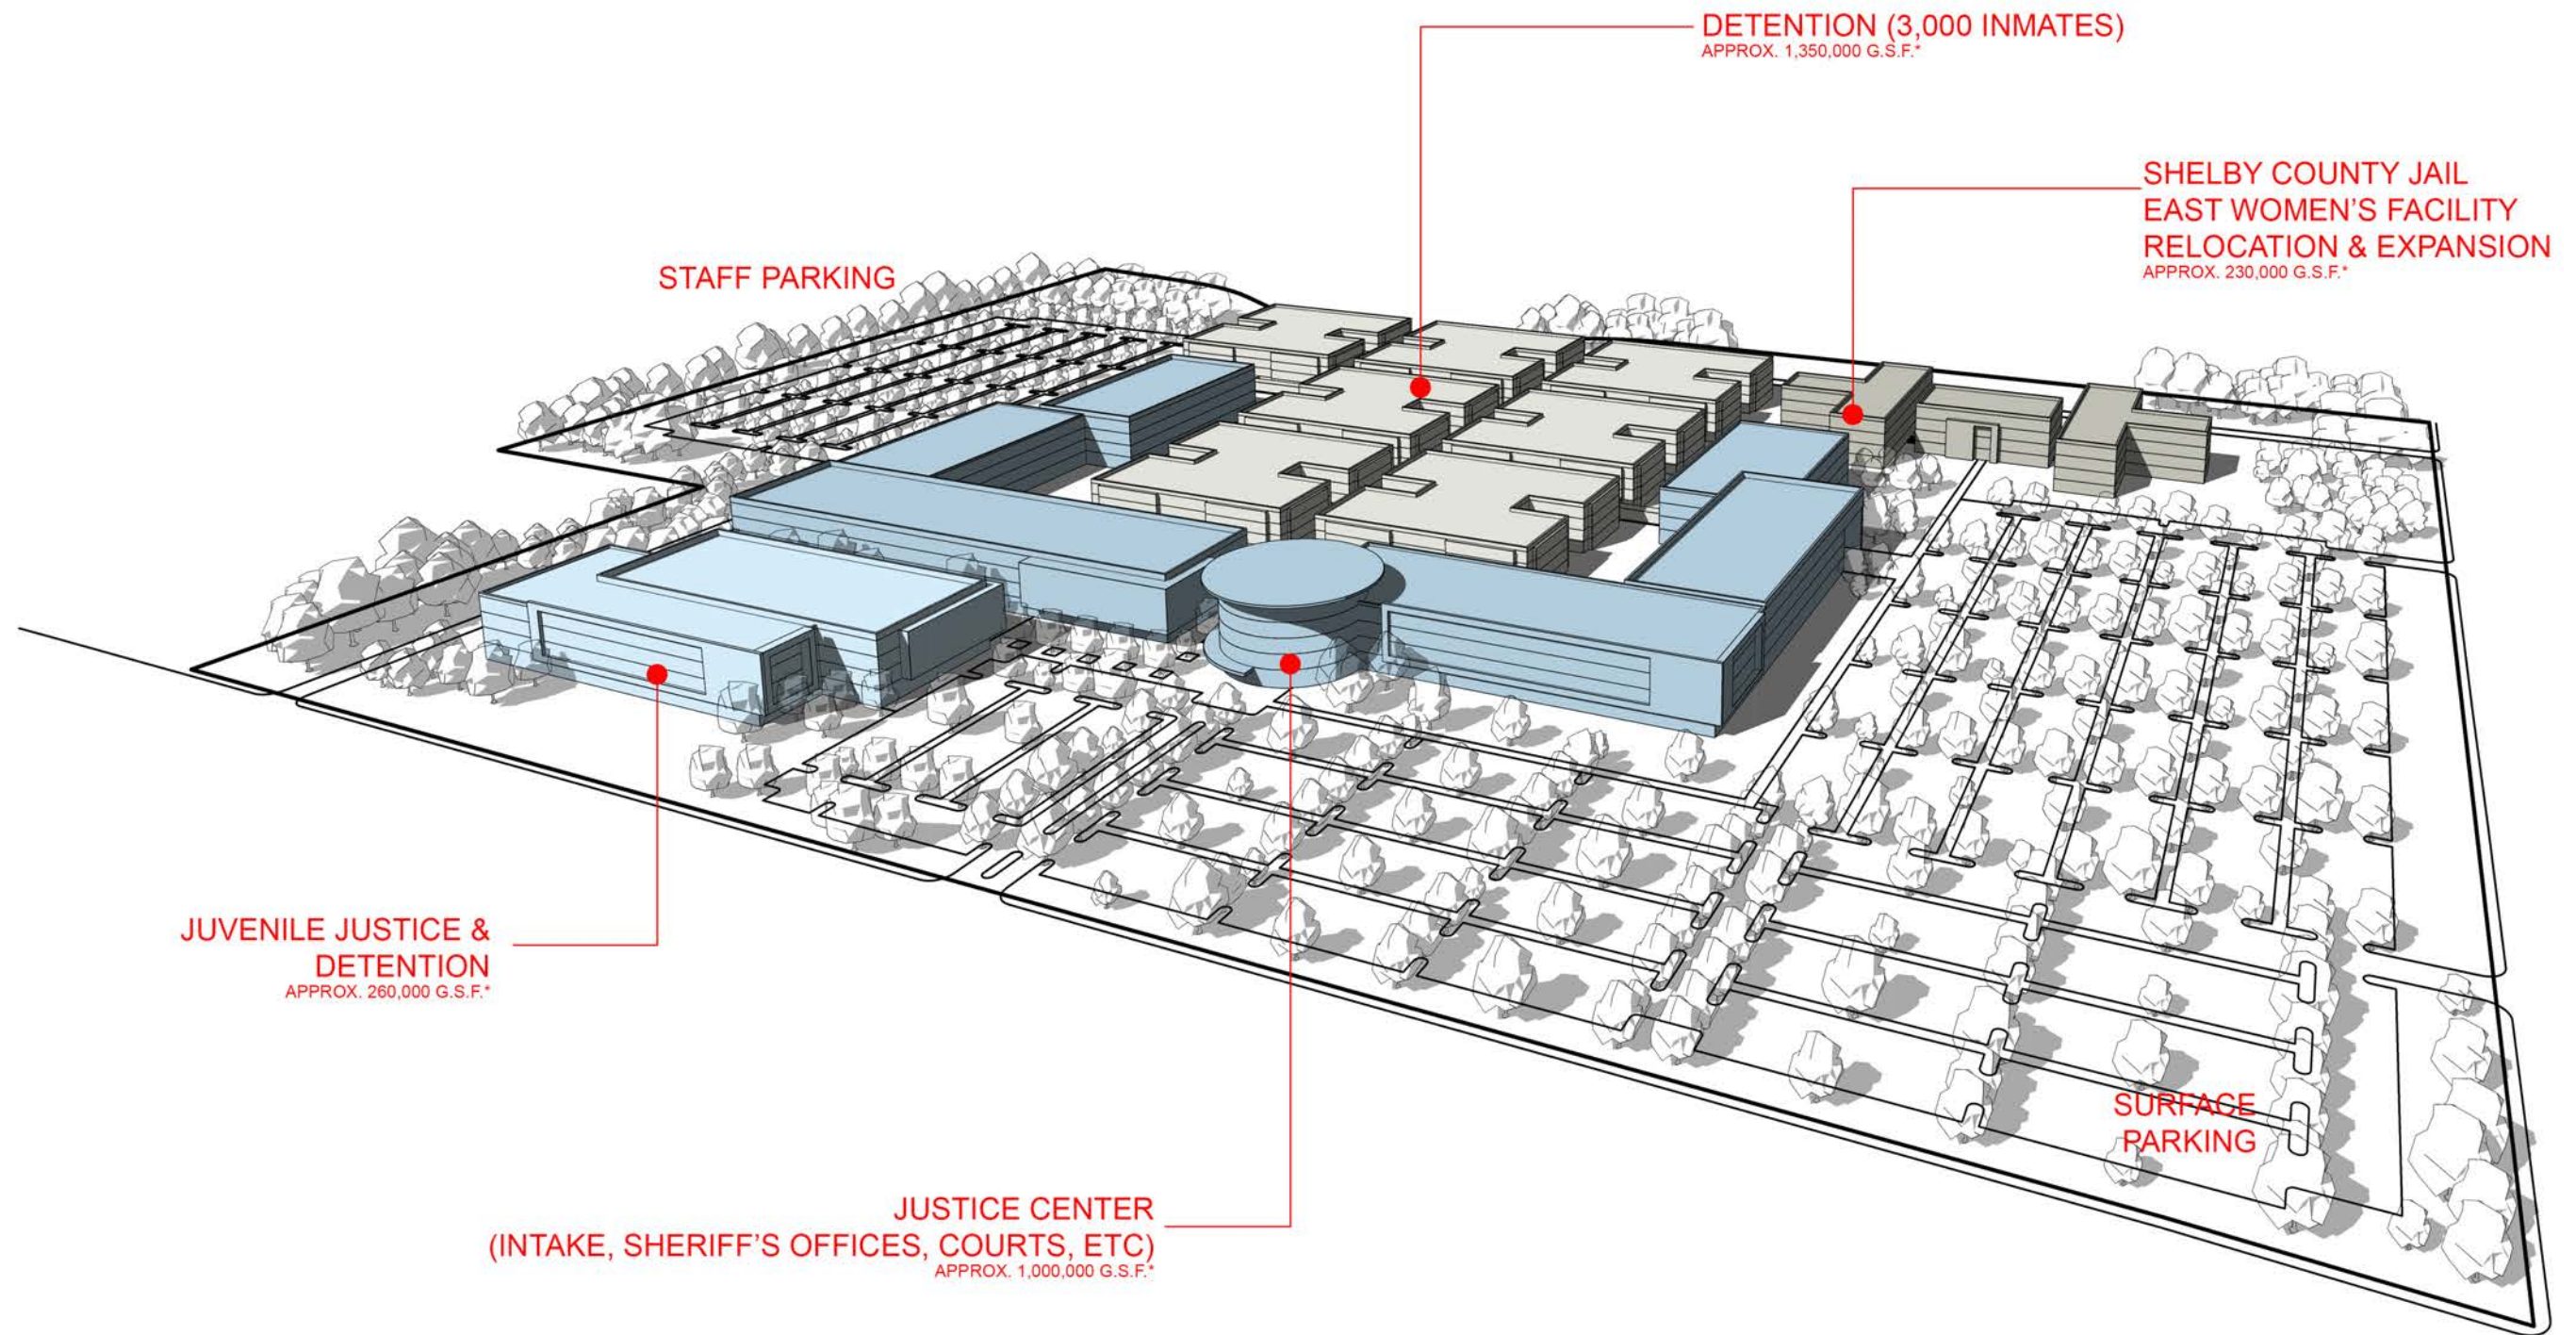 DETENTION (3,000 INMATES)
APPROX. 1,350,000 G.S.F.*
SHELBY COUNTY JAIL
EAST WOMEN'S FACILITY
RELOCATION & EXPANSION
APPROX. 230,000 G.S.F.*
STAFF PARKING
JUVENILE JUSTICE &
DETENTION
APPROX. 260,000 G.S.F.*
SURFACE
PARKING
JUSTICE CENTER
(INTAKE, SHERIFF'S OFFICES, COURTS, ETC)
APPROX. 1,000,000 G.S.F.*